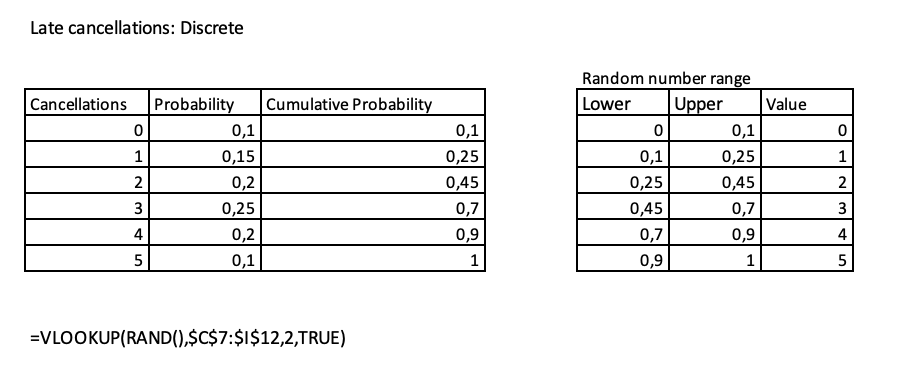 Late cancellations: Discrete
Random number range
Cancellations Probability Cumulative Probability Lower Upper Value
0 0,1 0,1 0 0,1 0
1 0,15 0,25 0,1 0,25 1
2 0,2 0,45 0,25 0,45 2
3 0,25 0,7 0,45 0,7 3
4 0,2 0,9 0,7 0,9 4
5 0,1 1 0,9 1 5
=VLOOKUP(RAND(),$C$7:$I$12,2,TRUE)